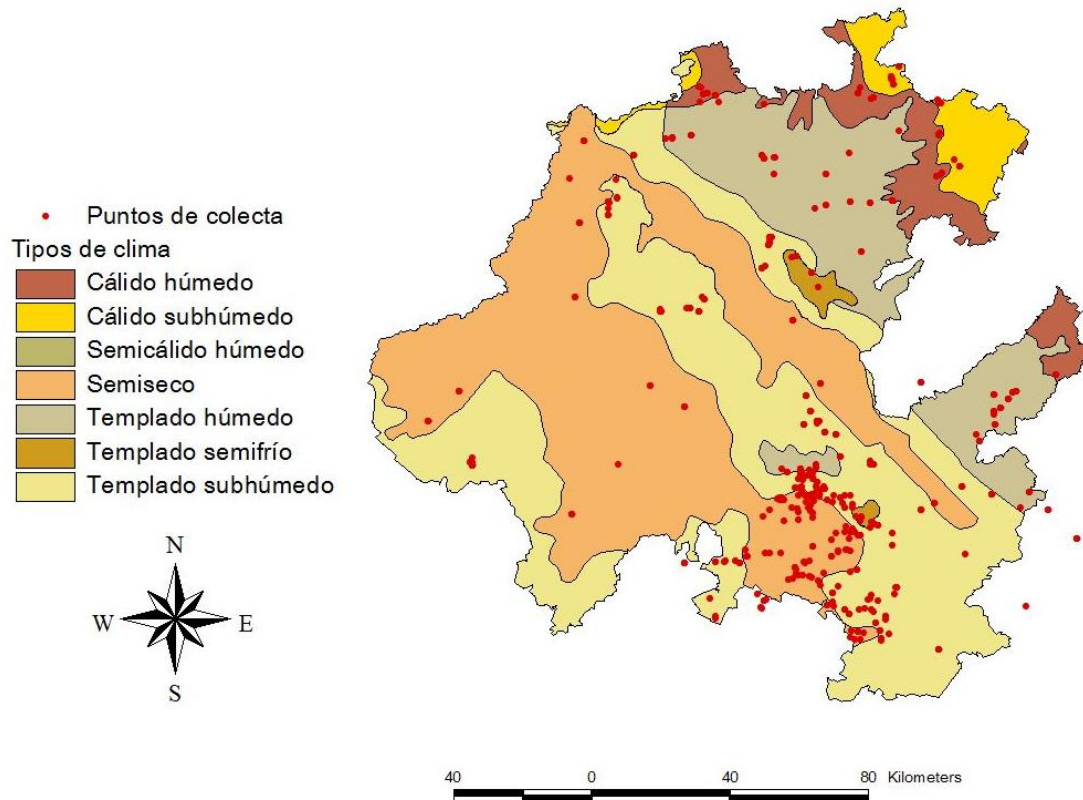 Puntos de colecta
Tipos de clima
Cálido húmedo
Cálido subhúmedo
Semicálido húmedo
Semiseco
Templado húmedo
Templado semifrío
Templado subhúmedo
N
W E
S
40 0 40 80 Kilometers